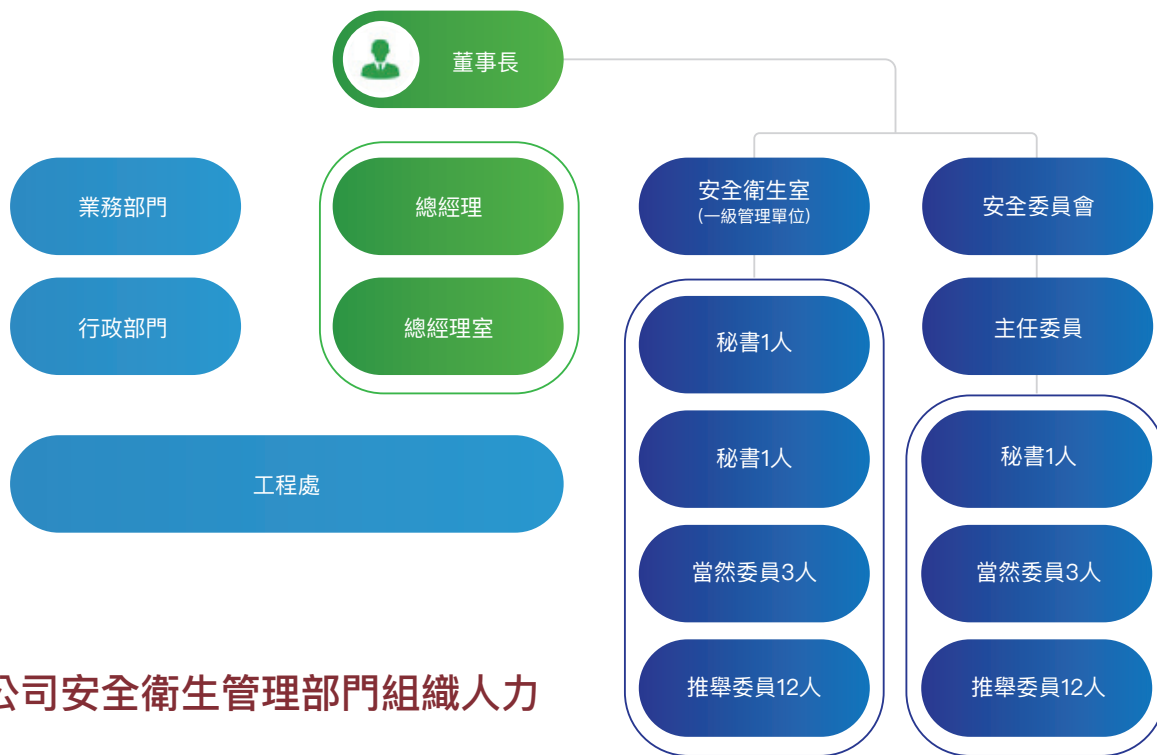 董事長
業務部門
總經理
安全衛生室
(一級管理單位)
安全委員會
行政部門
總經理室
秘書1人
主任委員
工程處
秘書1人
秘書1人
當然委員3人
當然委員3人
公司安全衛生管理部門組織人力
推舉委員12人
推舉委員12人